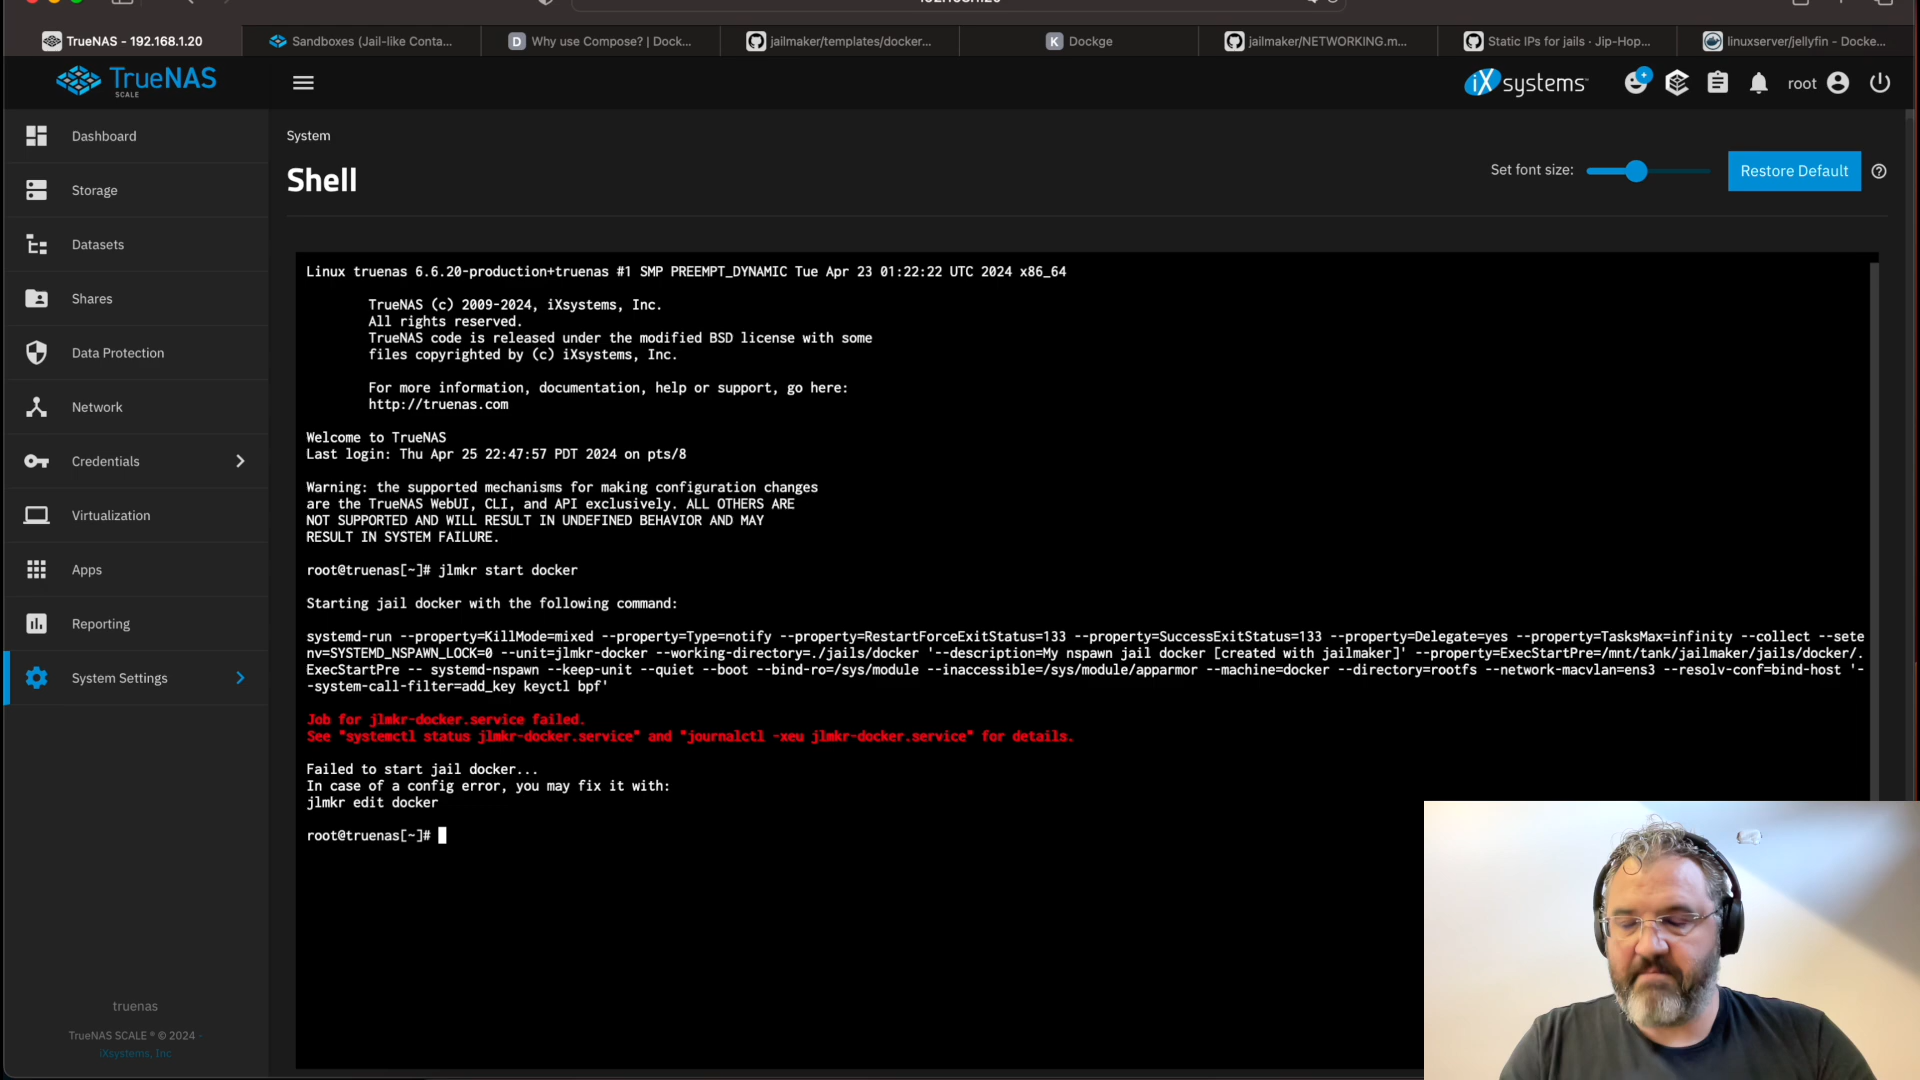 TrueNAS - 192.168.1.20
Sandboxes (Jail-like Conta...
Why use Compose? | Dock...
jailmaker/templates/docker...
Dockge
jailmaker/NETWORKING.m...
Static IPs for jails · Jip-Hop...
linuxserver/jellyfin - Docke...
TrueNAS
SCALE
iXsystems
root
Dashboard
Storage
Datasets
Shares
Data Protection
Network
Credentials
Virtualization
Apps
Reporting
System Settings
truenas
TrueNAS SCALE ® © 2024 -
iXsystems, Inc
System
Shell
Set font size:
Restore Default
Linux truenas 6.6.20-production+truenas #1 SMP PREEMPT_DYNAMIC Tue Apr 23 01:22:22 UTC 2024 x86_64
TrueNAS (c) 2009-2024, iXsystems, Inc.
All rights reserved.
TrueNAS code is released under the modified BSD license with some
files copyrighted by (c) iXsystems, Inc.
For more information, documentation, help or support, go here:
http://truenas.com
Welcome to TrueNAS
Last login: Thu Apr 25 22:47:57 PDT 2024 on pts/8
Warning: the supported mechanisms for making configuration changes
are the TrueNAS WebUI, CLI, and API exclusively. ALL OTHERS ARE
NOT SUPPORTED AND WILL RESULT IN UNDEFINED BEHAVIOR AND MAY
RESULT IN SYSTEM FAILURE.
root@truenas[~]# jlmkr start docker
Starting jail docker with the following command:
systemd-run --property=KillMode=mixed --property=Type=notify --property=RestartForceExitStatus=133 --property=SuccessExitStatus=133 --property=Delegate=yes --property=TasksMax=infinity --collect --sete
nv=SYSTEMD_NSPAWN_LOCK=0 --unit=jlmkr-docker --working-directory=./jails/docker '--description=My nspawn jail docker [created with jailmaker]' --property=ExecStartPre=/mnt/tank/jailmaker/jails/docker/.
ExecStartPre -- systemd-nspawn --keep-unit --quiet --boot --bind-ro=/sys/module --inaccessible=/sys/module/apparmor --machine=docker --directory=rootfs --network-macvlan=ens3 --resolv-conf=bind-host '-
-system-call-filter=add_key keyctl bpf'
Job for jlmkr-docker.service failed.
See "systemctl status jlmkr-docker.service" and "journalctl -xeu jlmkr-docker.service" for details.
Failed to start jail docker...
In case of a config error, you may fix it with:
jlmkr edit docker
root@truenas[~]#